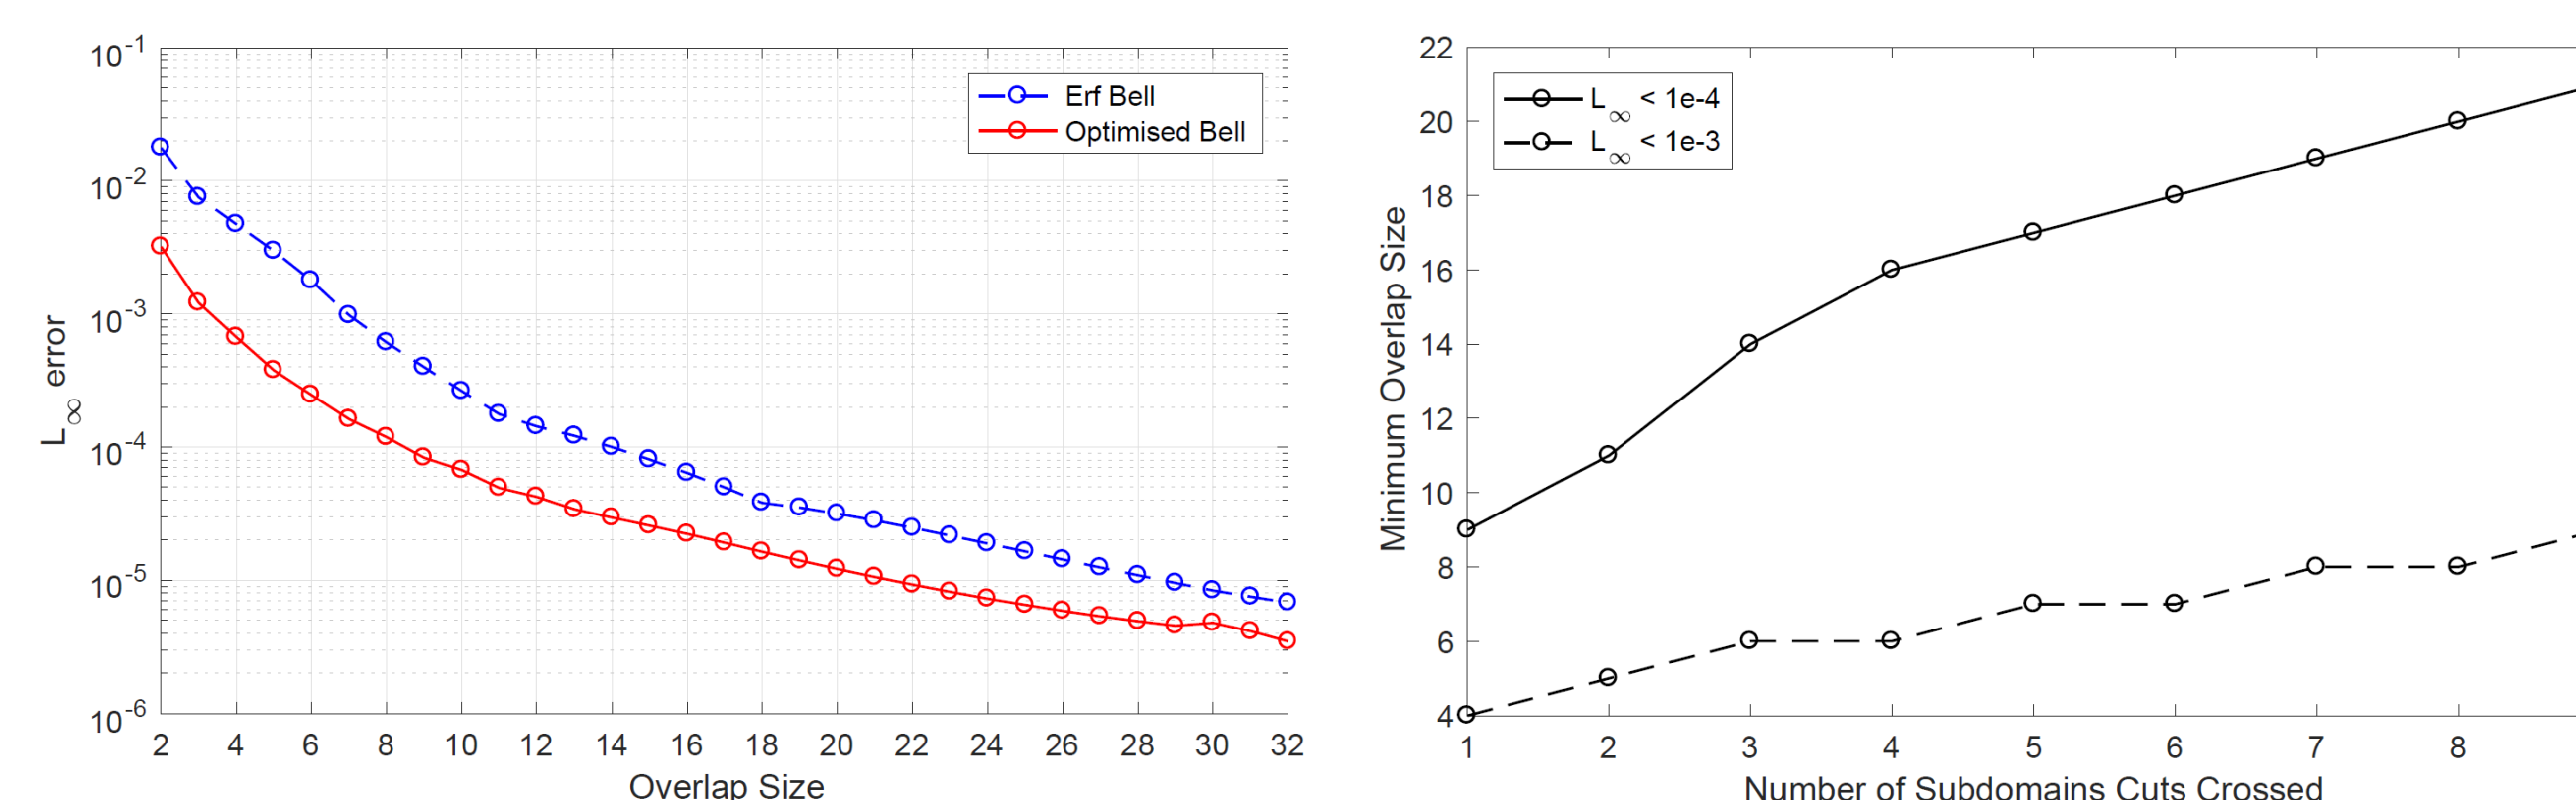 10-1
10-2
10-3
10-4
10-5
10-6
L∞ error
Erf Bell
Optimised Bell
2 4 6 8 10 12 14 16 18 20 22 24 26 28 30 32
Overlap Size
22
20
18
16
14
12
10
8
6
4
Minimum Overlap Size
L∞ < 1e-4
L∞ < 1e-3
1 2 3 4 5 6 7 8
Number of Subdomains Cuts Crossed